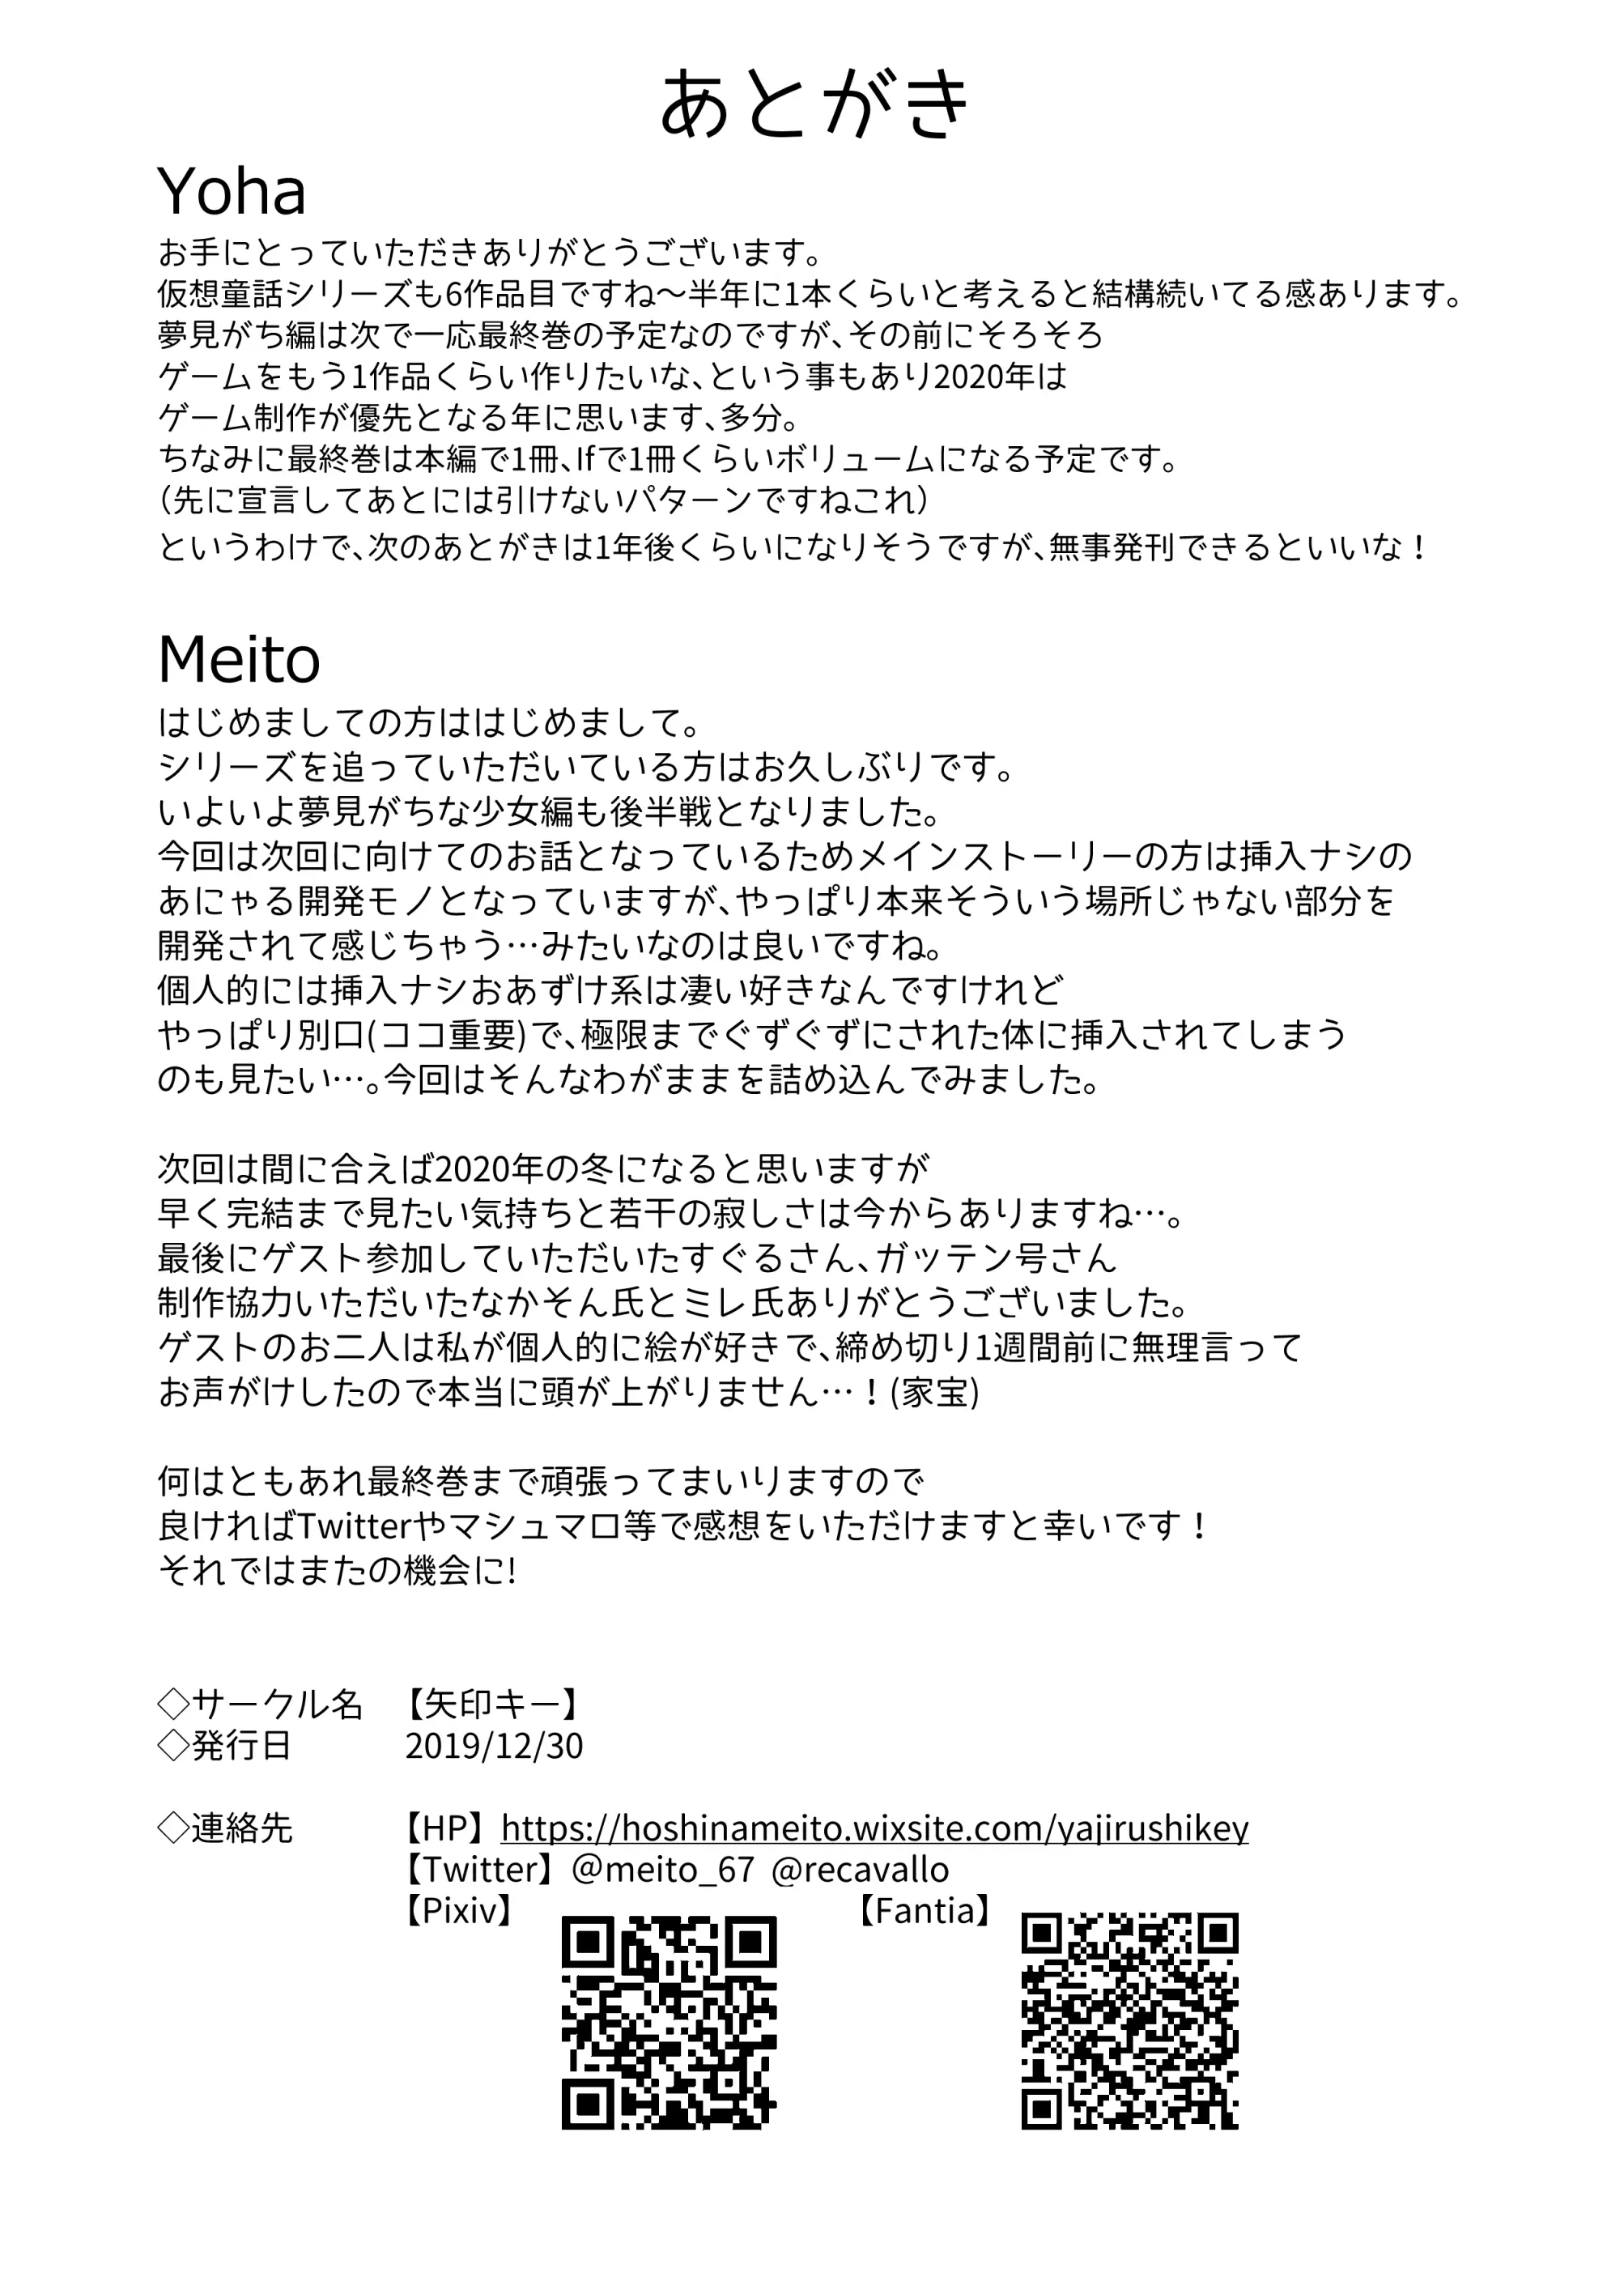 あとがき
Yoha
お手にとっていただきありがとうございます。
仮想童話シリーズも6作品目ですね～半年に1本くらいと考えると結構続いてる感あります。
夢見がち編は次で一応最終巻の予定なのですが、その前にそろそろ
ゲームをもう1作品くらい作りたいな、という事もあり2020年は
ゲーム制作が優先となる年に思います、多分。
ちなみに最終巻は本編で1冊、Ifで1冊くらいボリュームになる予定です。
（先に宣言してあとには引けないパターンですねこれ）
というわけで、次のあとがきは1年後くらいになりそうですが、無事発刊できるといいな！
Meito
はじめましての方ははじめまして。
シリーズを追っていただいている方はお久しぶりです。
いよいよ夢見がちな少女編も後半戦となりました。
今回は次回に向けてのお話となっているためメインストーリーの方は挿入ナシの
あにゃる開発モノとなっていますが、やっぱり本来そういう場所じゃない部分を
開発されて感じちゃう…みたいなのは良いですね。
個人的には挿入ナシおあずけ系は凄い好きなんですけれど
やっぱり別口(ココ重要)で、極限までぐずぐずにされた体に挿入されてしまう
のも見たい…。今回はそんなわがままを詰め込んでみました。
次回は間に合えば2020年の冬になると思いますが
早く完結まで見たい気持ちと若干の寂しさは今からありますね…。
最後にゲスト参加していただいたすぐるさん、ガッテン号さん
制作協力いただいたなかそん氏とミレ氏ありがとうございました。
ゲストのお二人は私が個人的に絵が好きで、締め切り1週間前に無理言って
お声がけしたので本当に頭が上がりません…！(家宝)
何はともあれ最終巻まで頑張ってまいりますので
良ければTwitterやマシュマロ等で感想をいただけますと幸いです！
それではまたの機会に!
◇サークル名 【矢印キー】
◇発行日 2019/12/30
◇連絡先 【HP】https://hoshinameito.wixsite.com/yajirushikey
【Twitter】@meito_67 @recavallo
【Pixiv】 【Fantia】